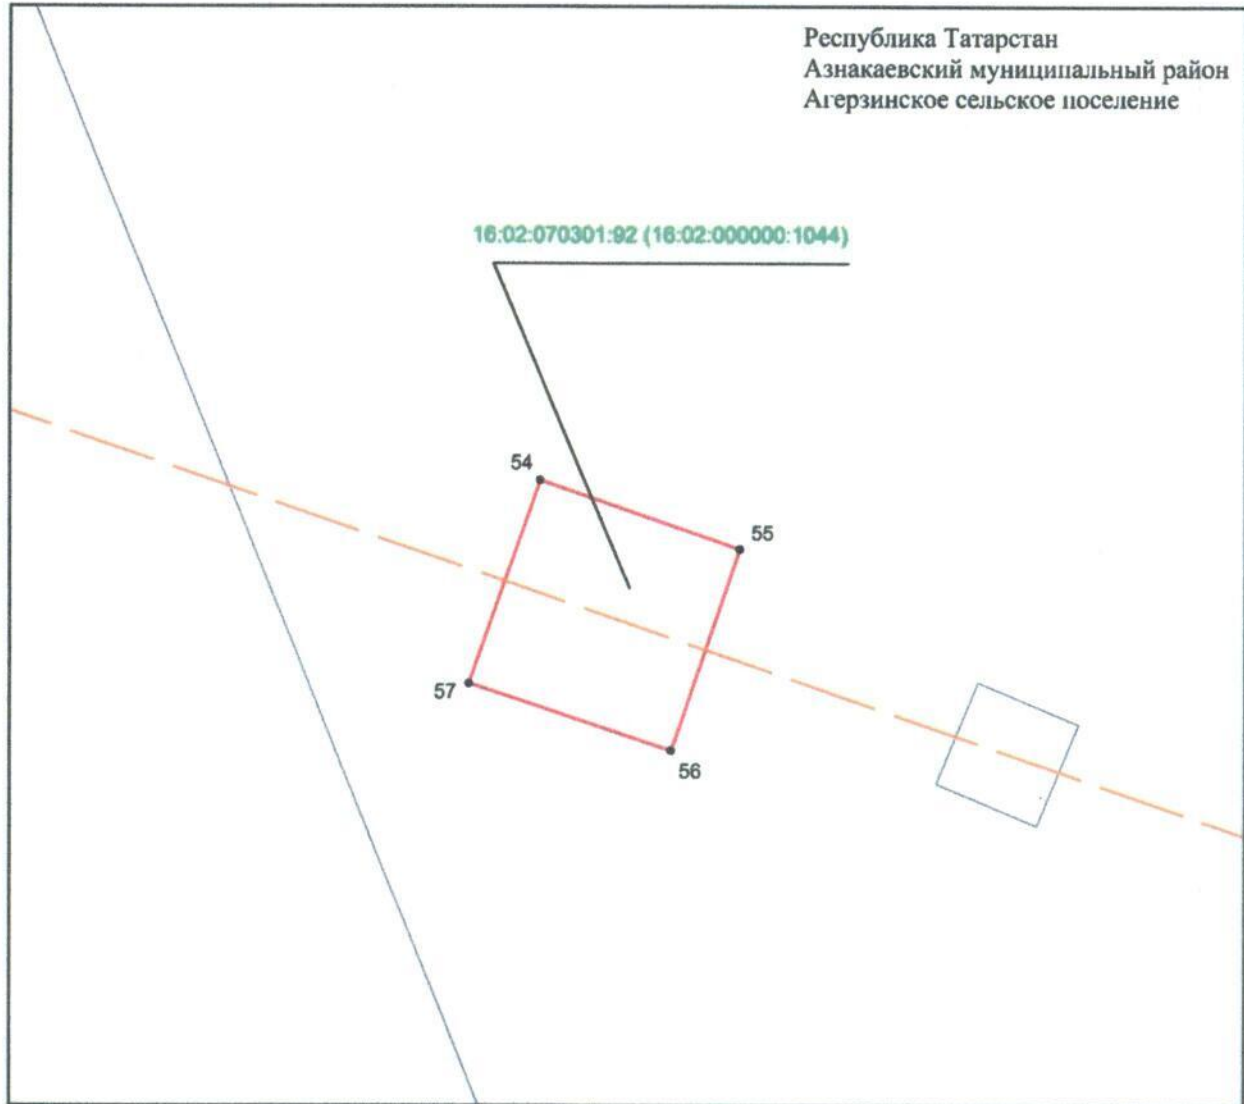 Республика Татарстан
Азнакаевский муниципальный район
Агерзинское сельское поселение
16:02:070301:92 (16:02:000000:1044)
54
55
57
56